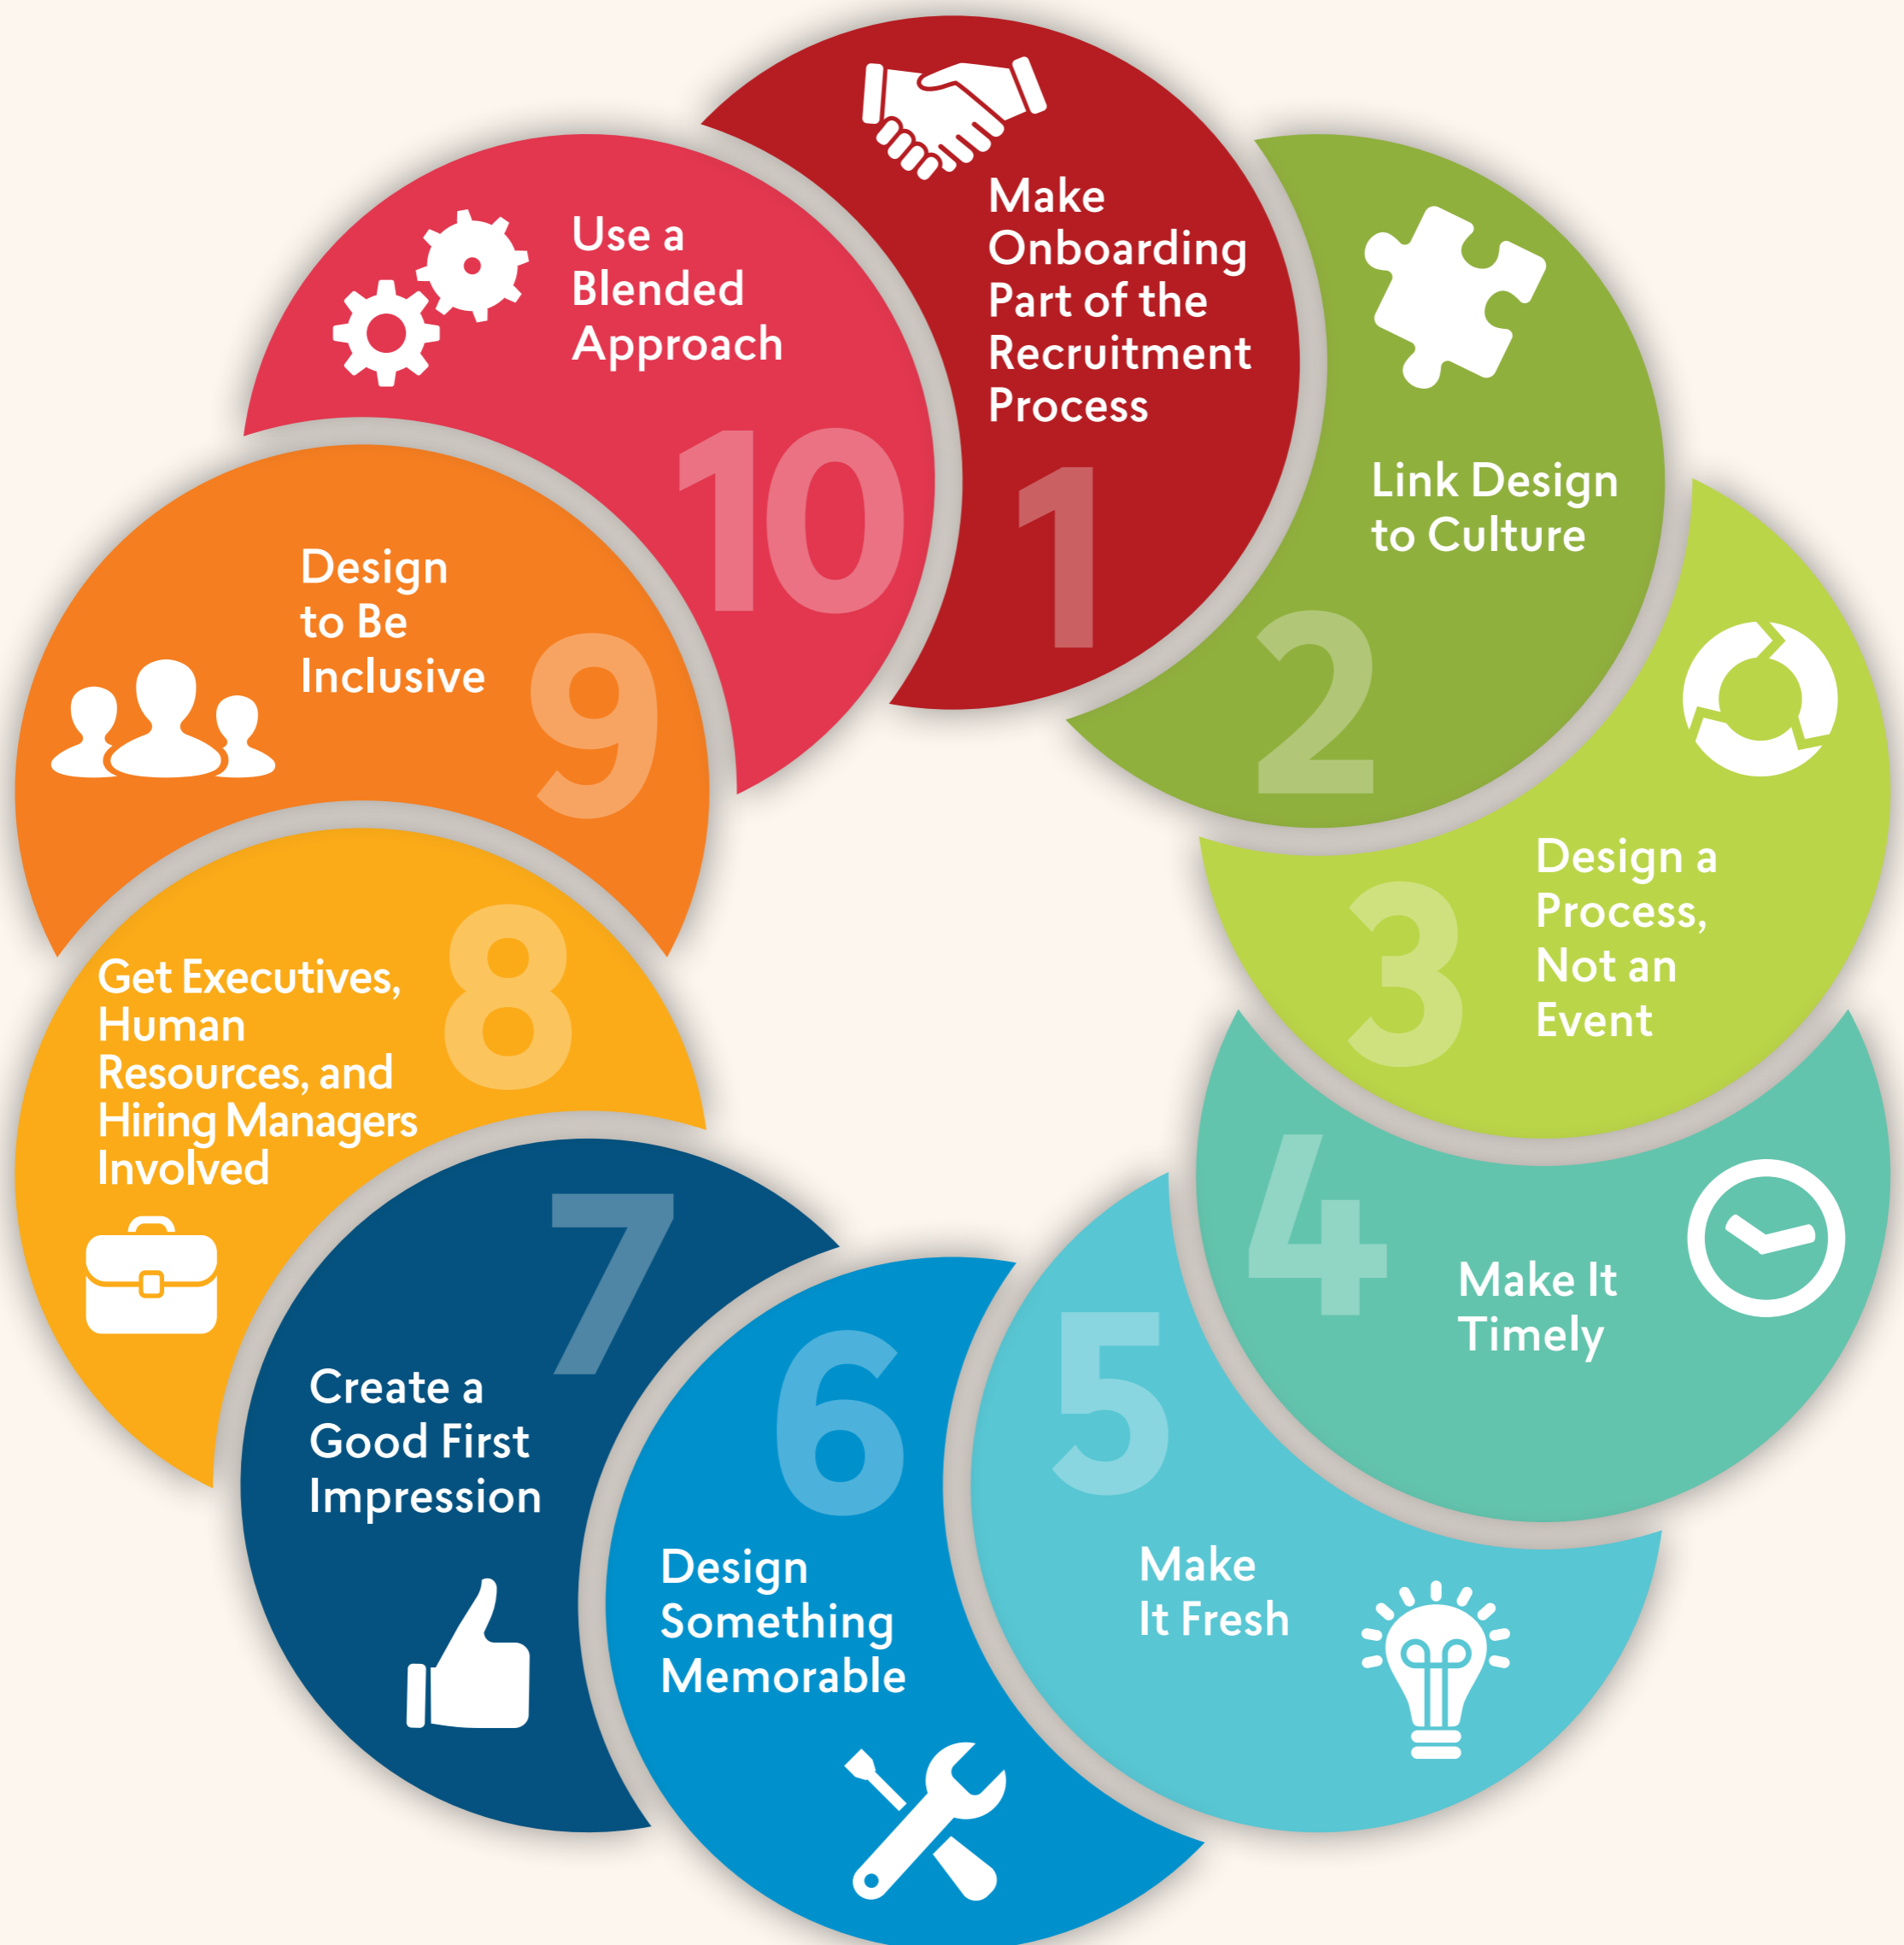 Make
Onboarding
Part of the
Recruitment
Process
1
Link Design
to Culture
2
Design a
Process,
Not an
Event
3
Make It
Timely
4
Make
It Fresh
5
Design
Something
Memorable
6
Create a
Good First
Impression
7
Get Executives,
Human
Resources, and
Hiring Managers
Involved
8
Design
to Be
Inclusive
9
Use a
Blended
Approach
10